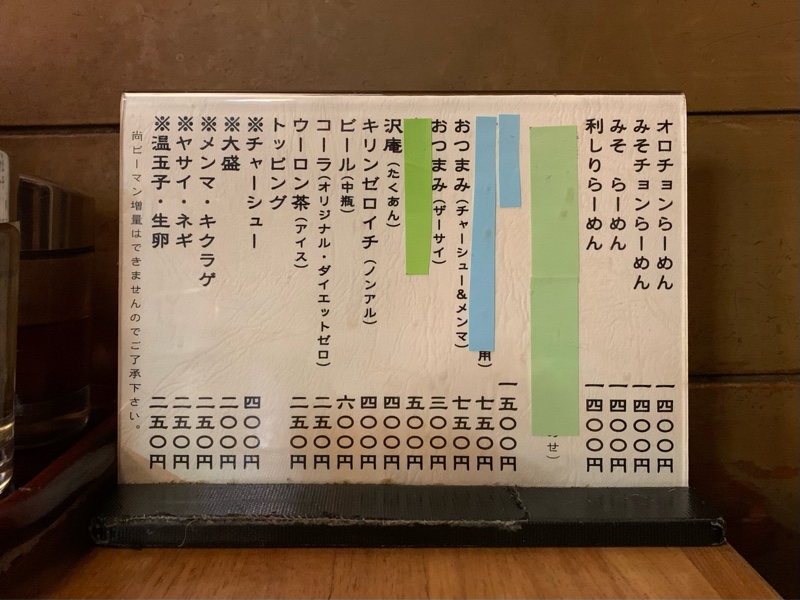 オロチョンらーめん 一四〇〇円
みそチョンらーめん 一四〇〇円
みそ らーめん 一四〇〇円
利しりらーめん 一四〇〇円
せ）
一五〇〇円
用） 七五〇円
おつまみ（チャーシュー&メンマ） 七五〇円
おつまみ（ザーサイ） 三〇〇円
五〇〇円
沢庵（たくあん） 四〇〇円
キリンゼロイチ（ノンアル） 四〇〇円
ビール（中瓶） 六〇〇円
コーラ（オリジナル・ダイエットゼロ） 二五〇円
ウーロン茶（アイス） 二五〇円
トッピング
※チャーシュー 四〇〇円
※大盛 二〇〇円
※メンマ・キクラゲ 二五〇円
※ヤサイ・ネギ 二五〇円
※温玉子・生卵 二五〇円
尚ピーマン増量はできませんのでご了承下さい。